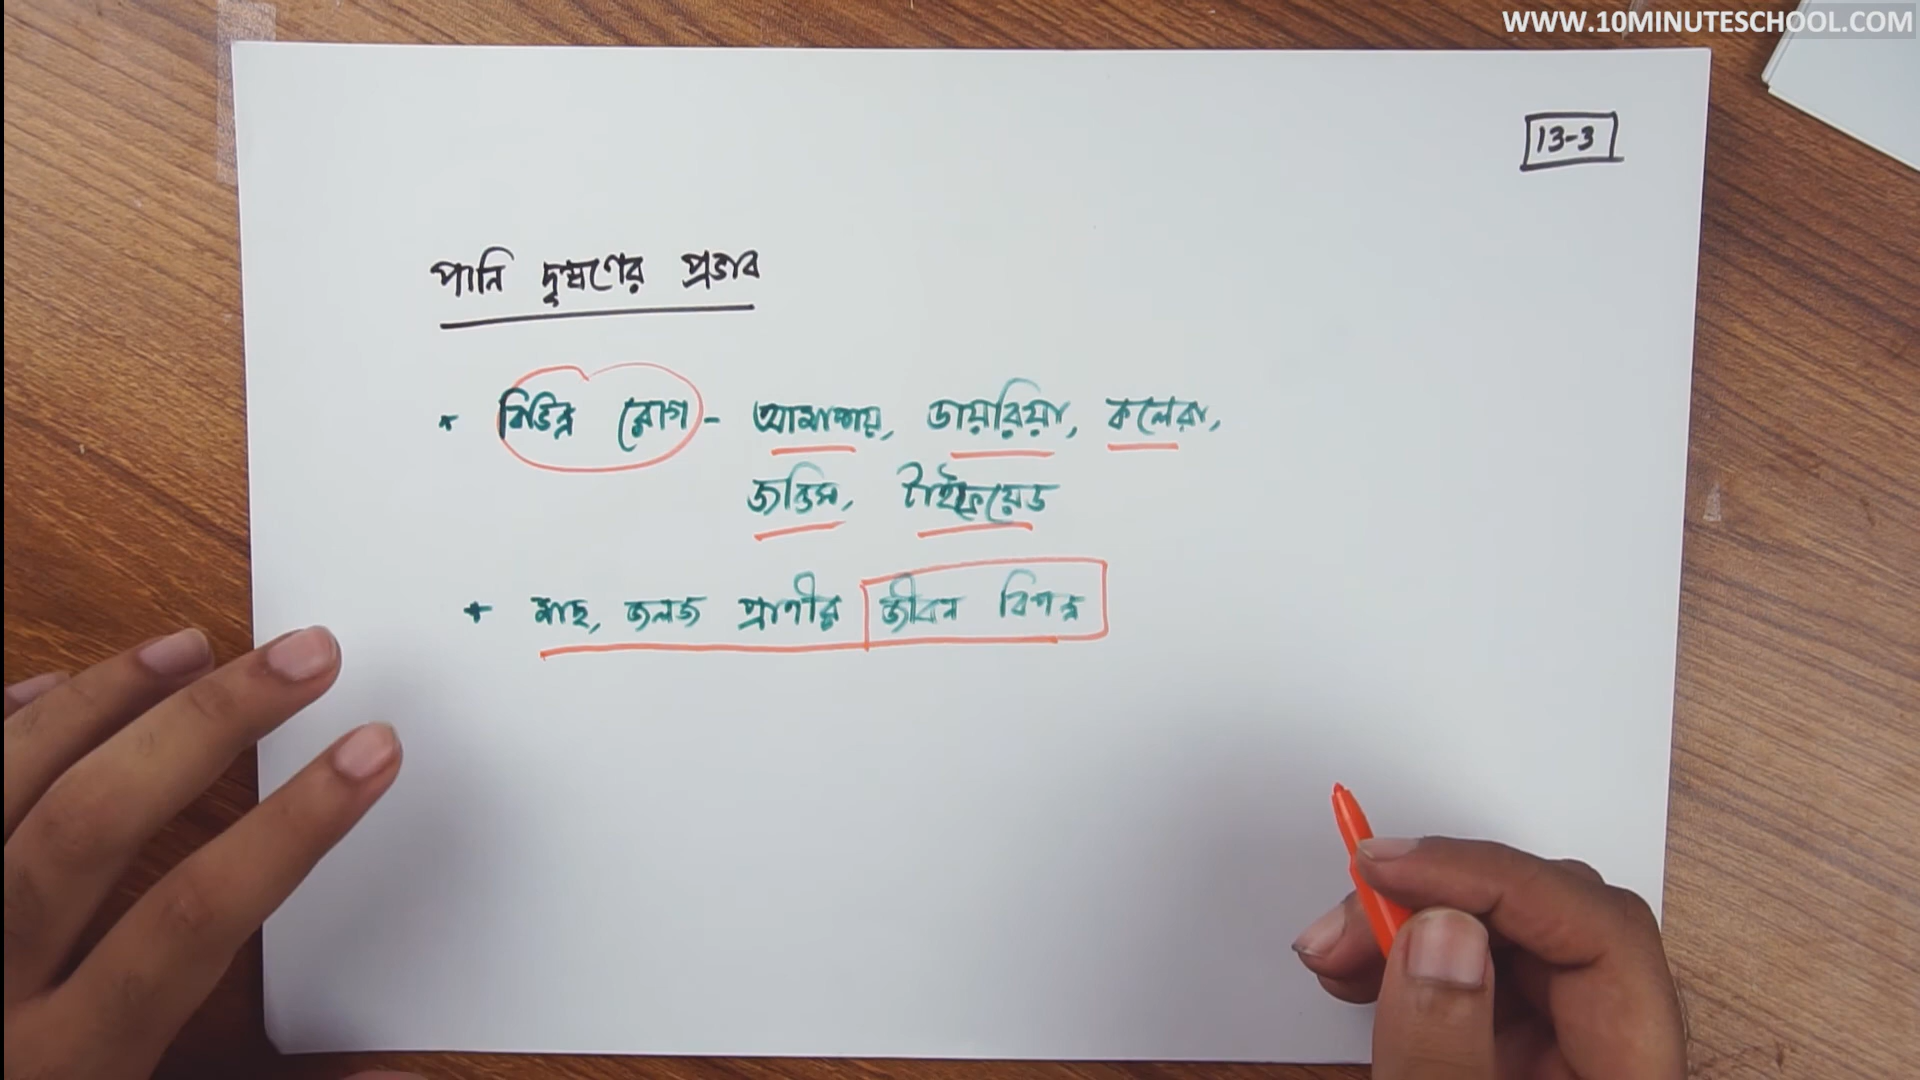 WWW.10MINUTESCHOOL.COM
13-3
পানি দূষণের প্রভাব
* বিভিন্ন রোগ - আমাশয়, ডায়রিয়া, কলেরা,
জন্ডিস, টাইফয়েড
* মাছ, জলজ প্রাণীর জীবন বিপন্ন